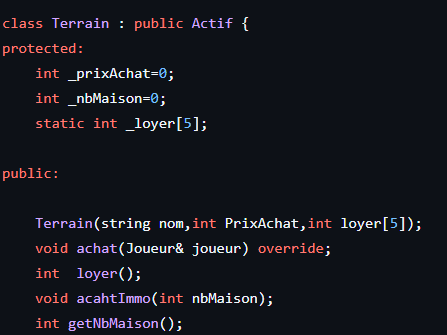 class Terrain : public Actif {
protected:
int _prixAchat=0;
int _nbMaison=0;
static int _loyer[5];
public:
Terrain(string nom,int PrixAchat,int loyer[5]);
void achat(Joueur& joueur) override;
int  loyer();
void acahtImmo(int nbMaison);
int getNbMaison();